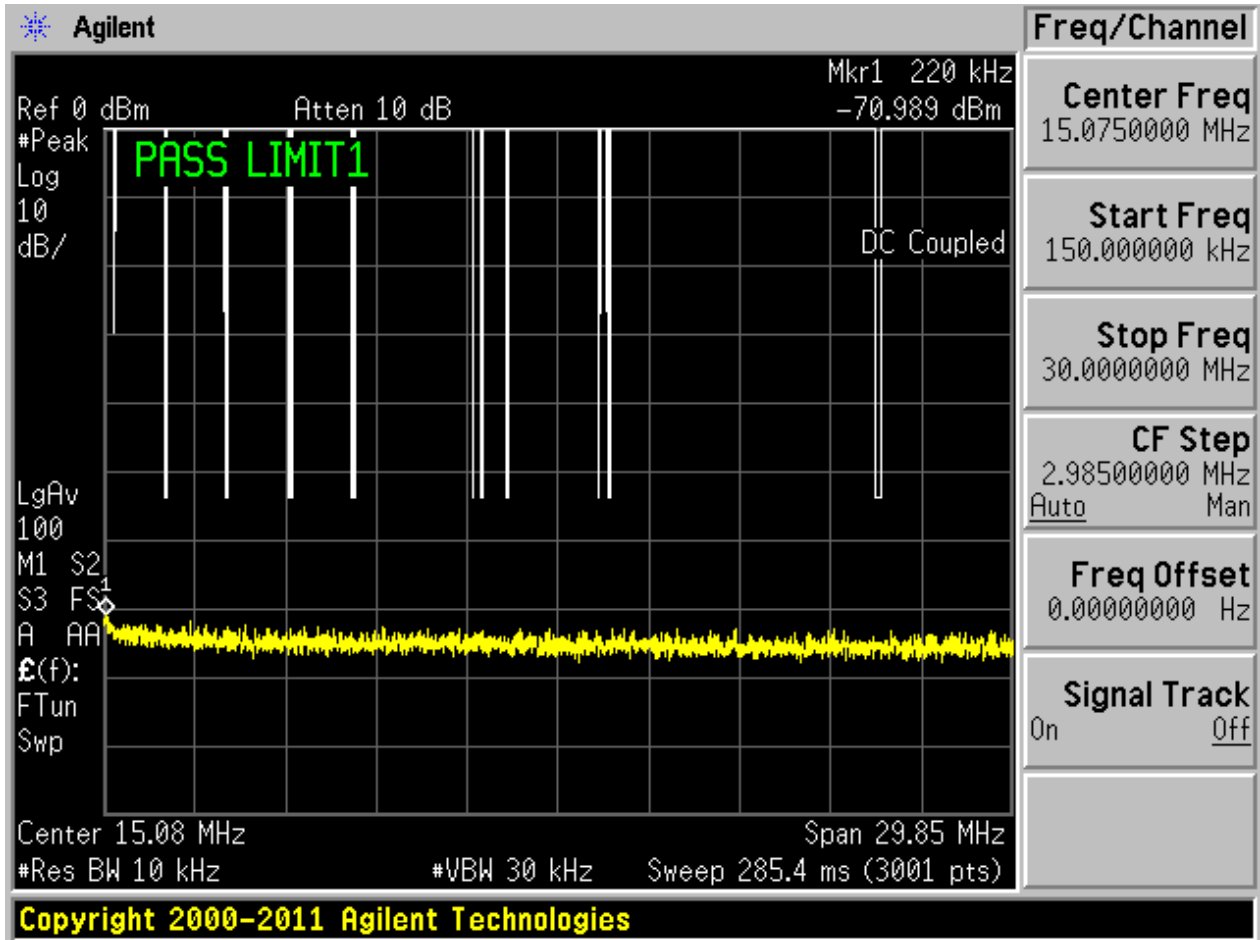 Agilent
Freq/Channel
Mkr1 220 kHz
Ref 0 dBm Atten 10 dB -70.989 dBm
#Peak
Log
10
dB/
PASS LIMIT1
DC Coupled
LgAv
100
M1 S2
S3 FS
A AA
£(f):
FTun
Swp
1
Center 15.08 MHz Span 29.85 MHz
#Res BW 10 kHz #VBW 30 kHz Sweep 285.4 ms (3001 pts)
Center Freq
15.0750000 MHz
Start Freq
150.000000 kHz
Stop Freq
30.0000000 MHz
CF Step
2.98500000 MHz
Auto Man
Freq Offset
0.00000000 Hz
Signal Track
On Off
Copyright 2000-2011 Agilent Technologies